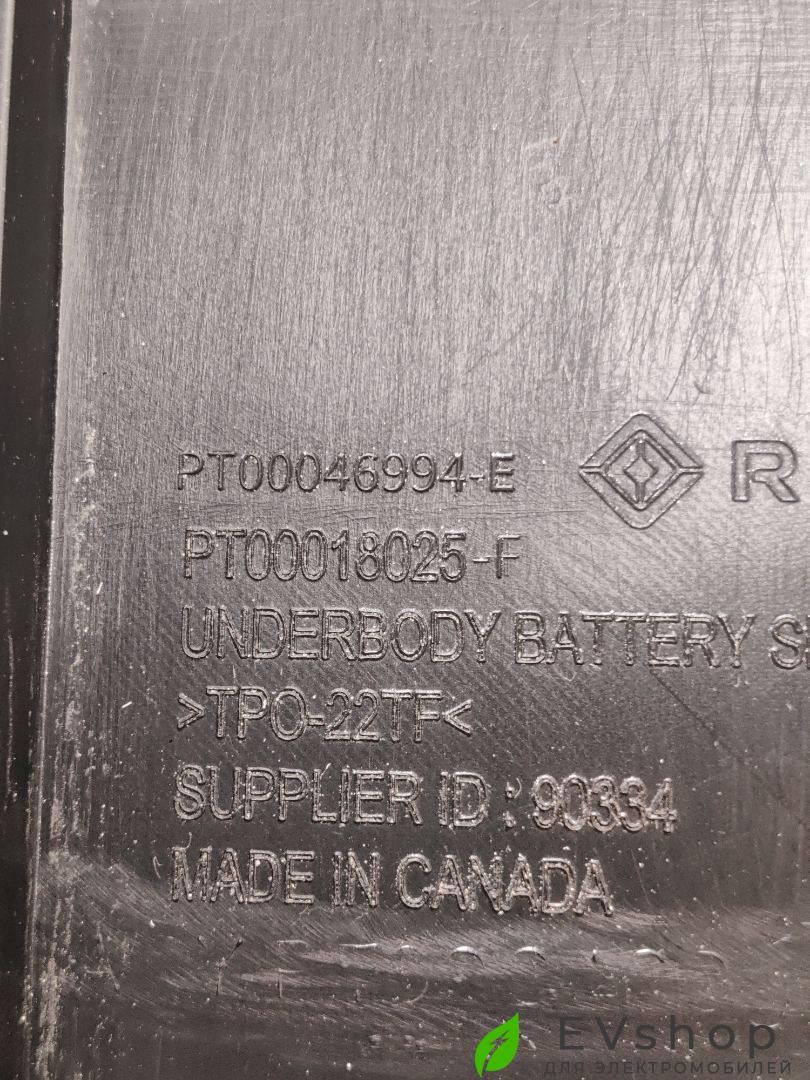 PT00046994-E
R
PT00018025-F
UNDERBODY BATTERY
>TPO-22TF<
SUPPLIER ID : 90334
MADE IN CANADA
EVshop
ДЛЯ ЭЛЕКТРОМОБИЛЕЙ